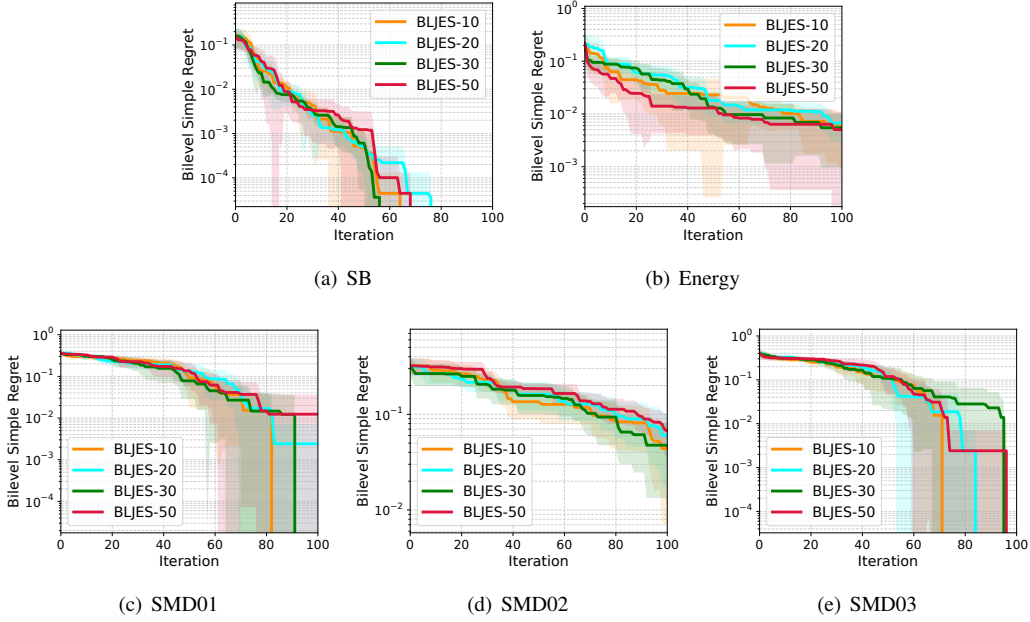 Bilevel Simple Regret
10⁻¹
10⁻²
10⁻³
10⁻⁴
BLJES-10
BLJES-20
BLJES-30
BLJES-50
0 20 40 60 80 100
Iteration
(a) SB
Bilevel Simple Regret
10⁰
10⁻¹
10⁻²
10⁻³
BLJES-10
BLJES-20
BLJES-30
BLJES-50
0 20 40 60 80 100
Iteration
(b) Energy
Bilevel Simple Regret
10⁰
10⁻¹
10⁻²
10⁻³
10⁻⁴
BLJES-10
BLJES-20
BLJES-30
BLJES-50
0 20 40 60 80 100
Iteration
(c) SMD01
Bilevel Simple Regret
10⁻¹
10⁻²
BLJES-10
BLJES-20
BLJES-30
BLJES-50
0 20 40 60 80 100
Iteration
(d) SMD02
Bilevel Simple Regret
10⁰
10⁻¹
10⁻²
10⁻³
10⁻⁴
BLJES-10
BLJES-20
BLJES-30
BLJES-50
0 20 40 60 80 100
Iteration
(e) SMD03